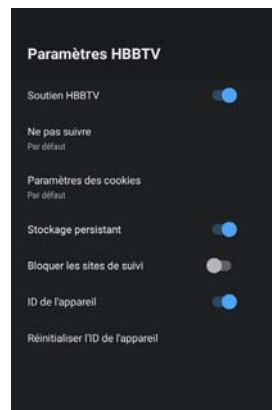 Paramètres HBBTV
Soutien HBBTV
Ne pas suivre
Par défaut
Paramètres des cookies
Par défaut
Stockage persistant
Bloquer les sites de suivi
ID de l'appareil
Réinitialiser l'ID de l'appareil